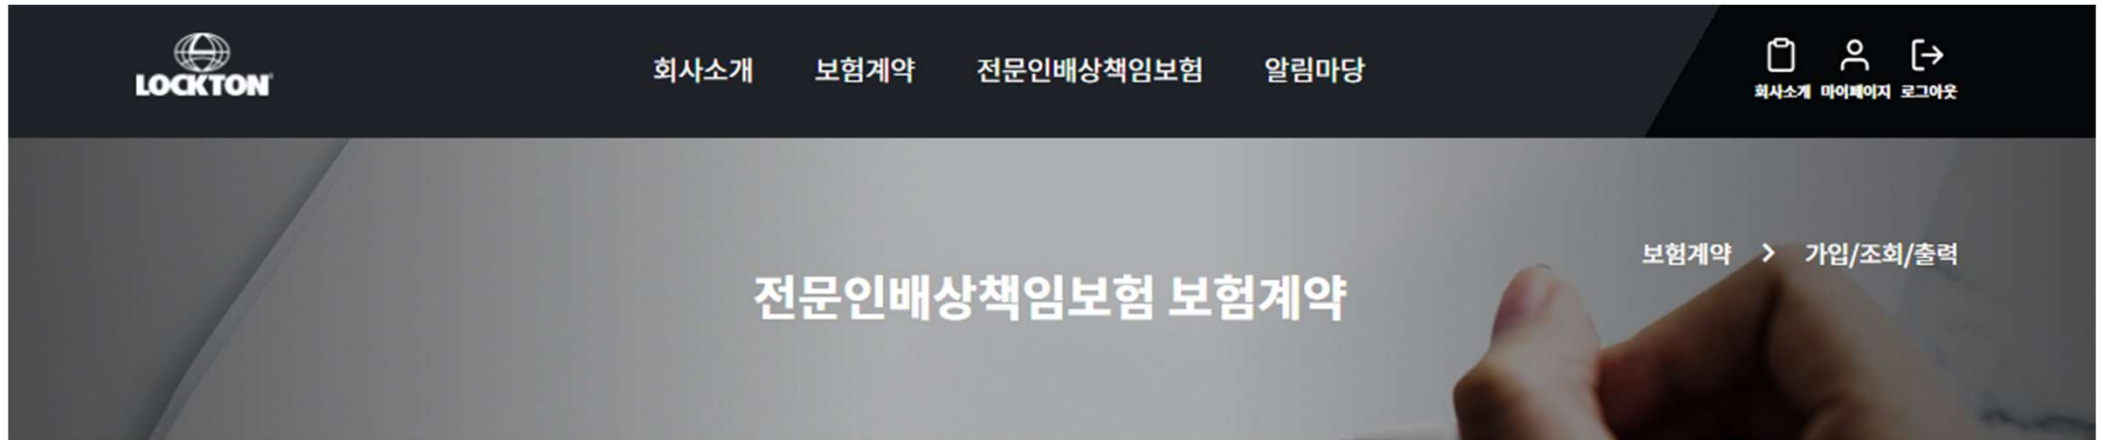 LOCKTON
회사소개 보험계약 전문인배상책임보험 알림마당
회사소개 마이페이지 로그아웃
보험계약 > 가입/조회/출력
전문인배상책임보험 보험계약